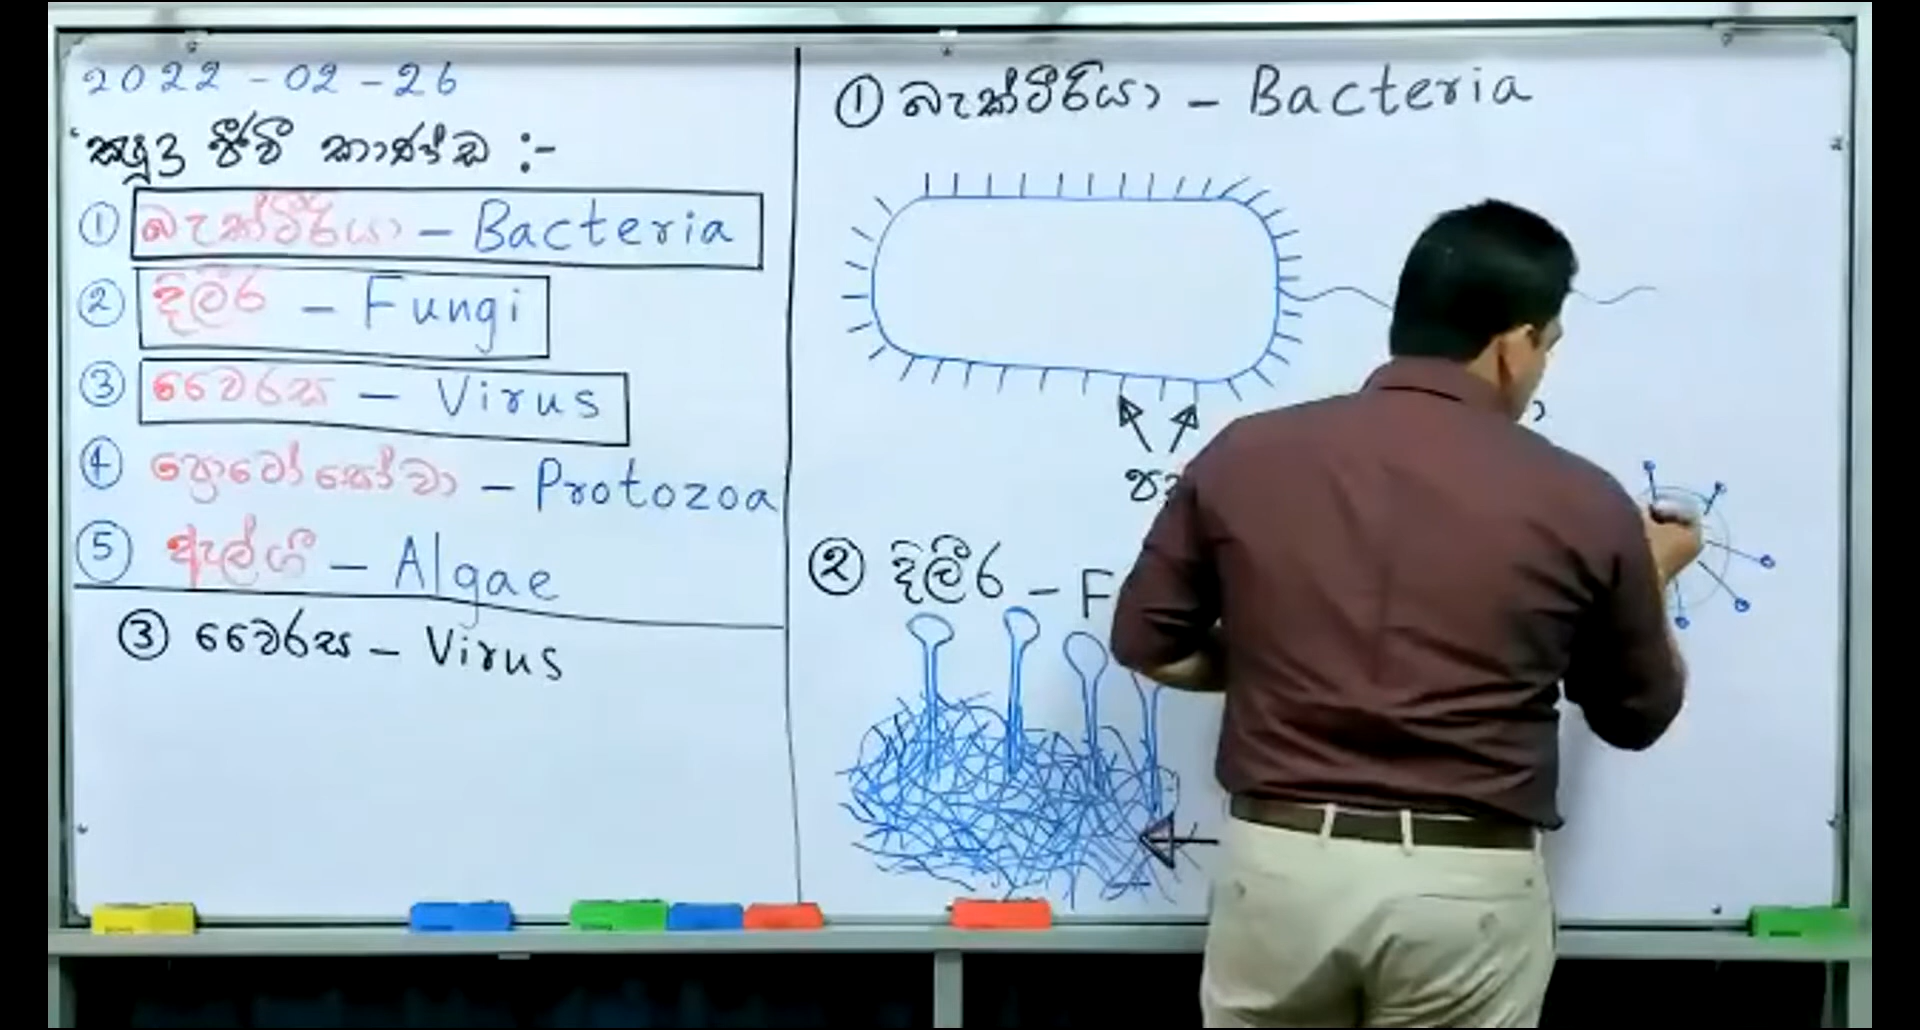 2022-02-26
ක්ෂුද්‍ර ජීවී කාණ්ඩ :-
① බැක්ටීරියා - Bacteria
② දිලීර - Fungi
③ වෛරස - Virus
④ ප්‍රොටෝසෝවා - Protozoa
⑤ ඇල්ගී - Algae
③ වෛරස - Virus
① බැක්ටීරියා - Bacteria
② දිලීර - F